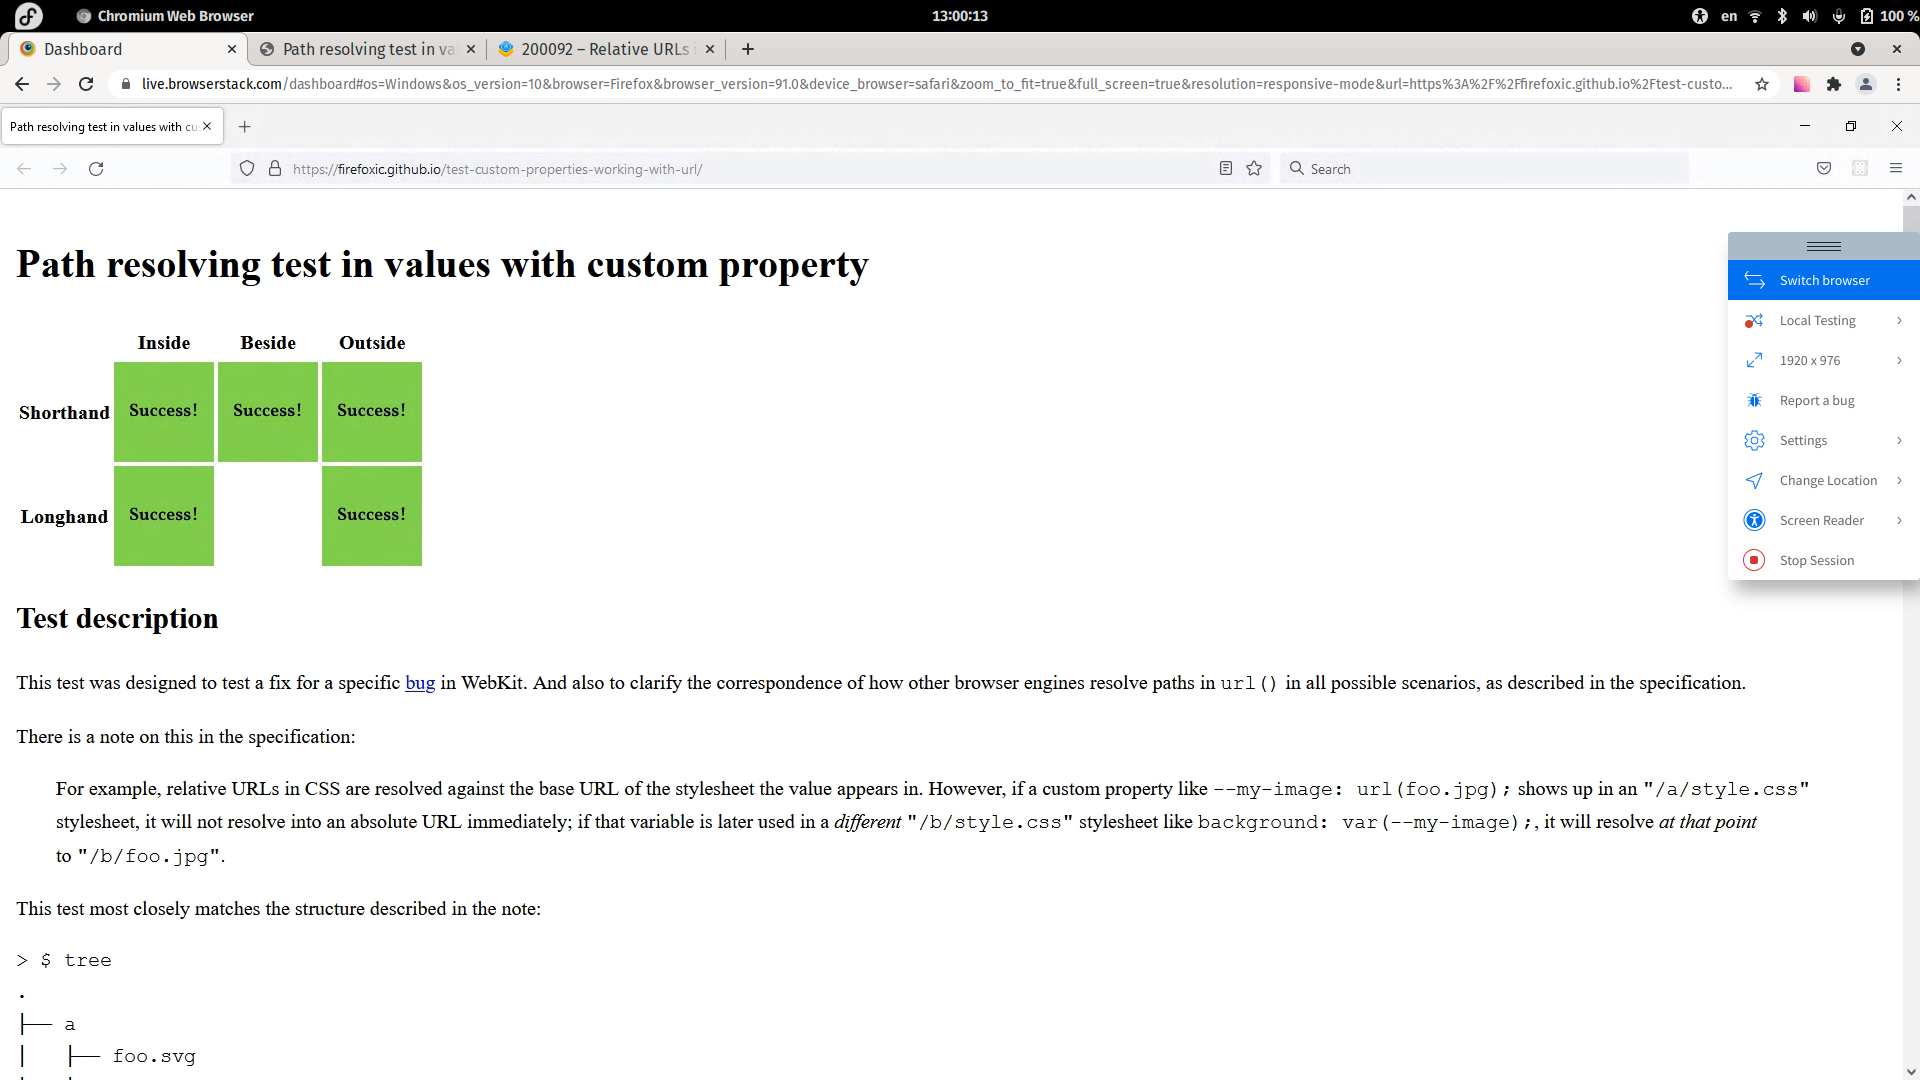 Chromium Web Browser 13:00:13 en 100 %
Dashboard Path resolving test in va 200092 – Relative URLs
live.browserstack.com/dashboard#os=Windows&os_version=10&browser=Firefox&browser_version=91.0&device_browser=safari&zoom_to_fit=true&full_screen=true&resolution=responsive-mode&url=https%3A%2F%2Ffirefoxic.github.io%2Ftest-custo...
Path resolving test in values with cu
https://firefoxic.github.io/test-custom-properties-working-with-url/ Search
Path resolving test in values with custom property
Inside Beside Outside
Shorthand Success! Success! Success!
Longhand Success! Success!
Switch browser
Local Testing
1920 x 976
Report a bug
Settings
Change Location
Screen Reader
Stop Session
Test description
This test was designed to test a fix for a specific bug in WebKit. And also to clarify the correspondence of how other browser engines resolve paths in url() in all possible scenarios, as described in the specification.
There is a note on this in the specification:
For example, relative URLs in CSS are resolved against the base URL of the stylesheet the value appears in. However, if a custom property like --my-image: url(foo.jpg); shows up in an "/a/style.css"
stylesheet, it will not resolve into an absolute URL immediately; if that variable is later used in a different "/b/style.css" stylesheet like background: var(--my-image);, it will resolve at that point
to "/b/foo.jpg".
This test most closely matches the structure described in the note:
> $ tree
.
├── a
│   ├── foo.svg